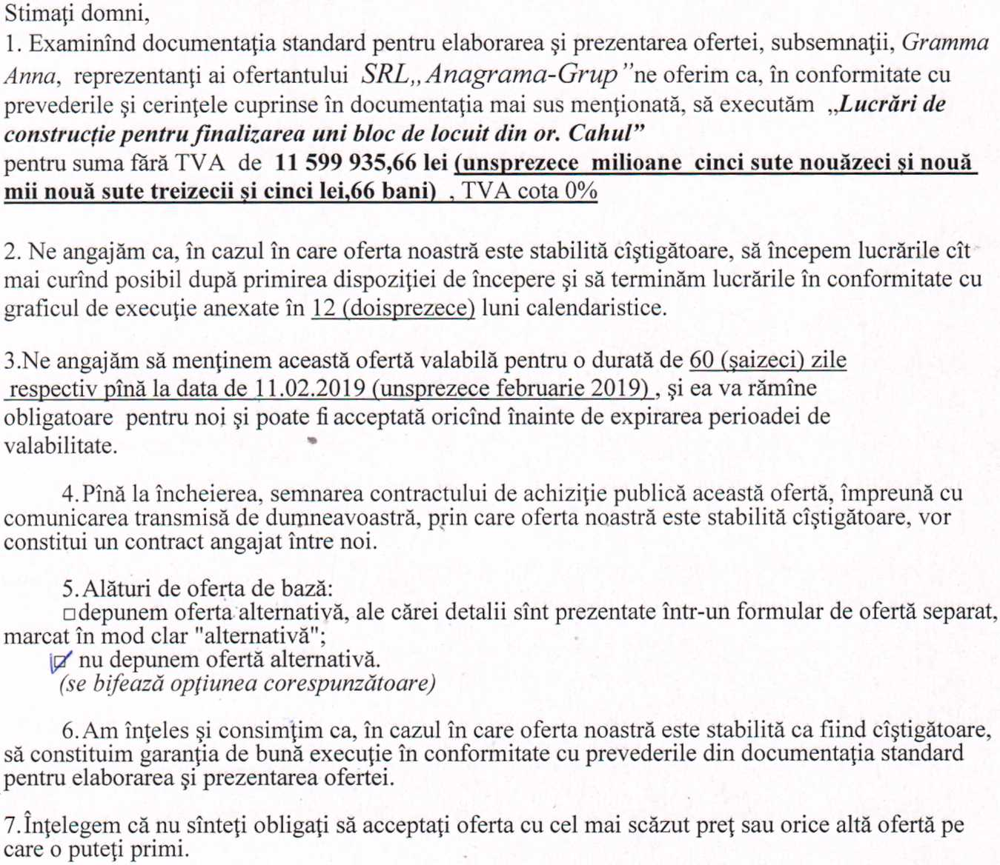 Stimaţi domni,
1. Examinînd documentaţia standard pentru elaborarea şi prezentarea ofertei, subsemnaţii, Gramma
Anna, reprezentanţi ai ofertantului SRL,,Anagrama-Grup”ne oferim ca, în conformitate cu
prevederile şi cerinţele cuprinse în documentaţia mai sus menţionată, să executăm „Lucrări de
construcție pentru finalizarea uni bloc de locuit din or. Cahul”
pentru suma fără TVA de 11 599 935,66 lei (unsprezece milioane cinci sute nouăzeci și nouă
mii nouă sute treizecii și cinci lei,66 bani) , TVA cota 0%
2. Ne angajăm ca, în cazul în care oferta noastră este stabilită cîştigătoare, să începem lucrările cît
mai curînd posibil după primirea dispoziţiei de începere şi să terminăm lucrările în conformitate cu
graficul de execuţie anexate în 12 (doisprezece) luni calendaristice.
3.Ne angajăm să menţinem această ofertă valabilă pentru o durată de 60 (şaizeci) zile
respectiv pînă la data de 11.02.2019 (unsprezece februarie 2019) , şi ea va rămîne
obligatoare pentru noi şi poate fi acceptată oricînd înainte de expirarea perioadei de
valabilitate.
4.Pînă la încheierea, semnarea contractului de achiziţie publică această ofertă, împreună cu
comunicarea transmisă de dumneavoastră, prin care oferta noastră este stabilită cîştigătoare, vor
constitui un contract angajat între noi.
5.Alături de oferta de bază:
□depunem oferta alternativă, ale cărei detalii sînt prezentate într-un formular de ofertă separat,
marcat în mod clar "alternativă";
☑ nu depunem ofertă alternativă.
(se bifează opţiunea corespunzătoare)
6.Am înţeles şi consimţim ca, în cazul în care oferta noastră este stabilită ca fiind cîştigătoare,
să constituim garanţia de bună execuţie în conformitate cu prevederile din documentaţia standard
pentru elaborarea şi prezentarea ofertei.
7.Înţelegem că nu sînteţi obligaţi să acceptaţi oferta cu cel mai scăzut preţ sau orice altă ofertă pe
care o puteţi primi.